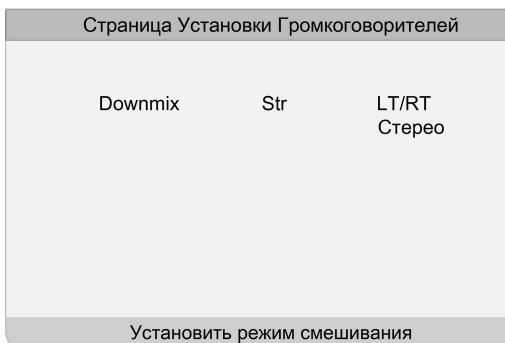 Страница Установки Громкоговорителей
Downmix Str LT/RT
Стерео
Установить режим смешивания